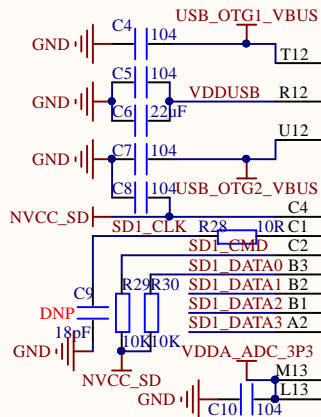 USB_OTG1_VBUS
C4
GND 104 T12
C5
104
GND VDDUSB R12
C6 22uF
U12
C7
GND 104
C8
104 USB_OTG2_VBUS
NVCC_SD C4
SD1_CLK R28 10R C1
SD1_CMD C2
SD1_DATA0 B3
C9 R29 R30 SD1_DATA1 B2
DNP SD1_DATA2 B1
18pF 10K 10K SD1_DATA3 A2
GND VDDA_ADC_3P3
NVCC_SD M13
GND L13
C10 104